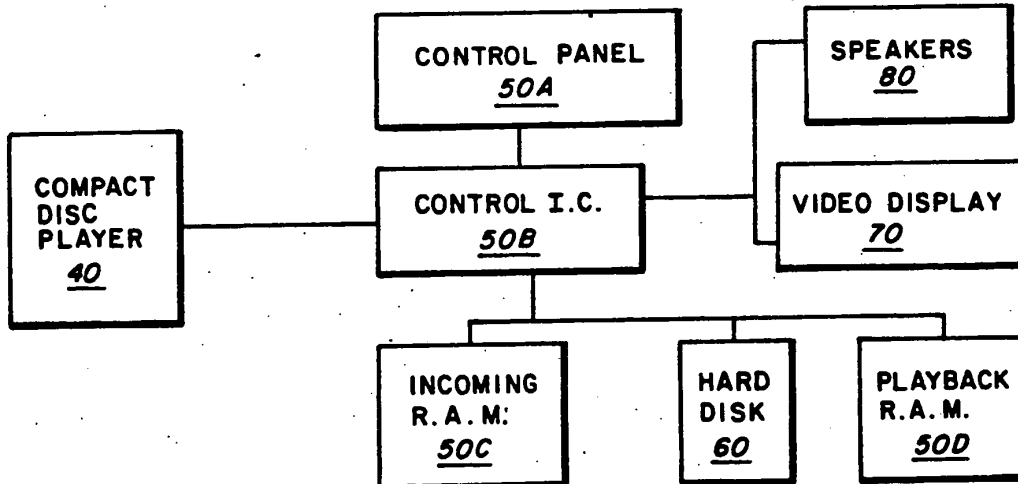 CONTROL PANEL
50A
SPEAKERS
80
COMPACT
DISC
PLAYER
40
CONTROL I.C.
50B
VIDEO DISPLAY
70
INCOMING
R.A.M.
50C
HARD
DISK
60
PLAYBACK
R.A.M.
50D